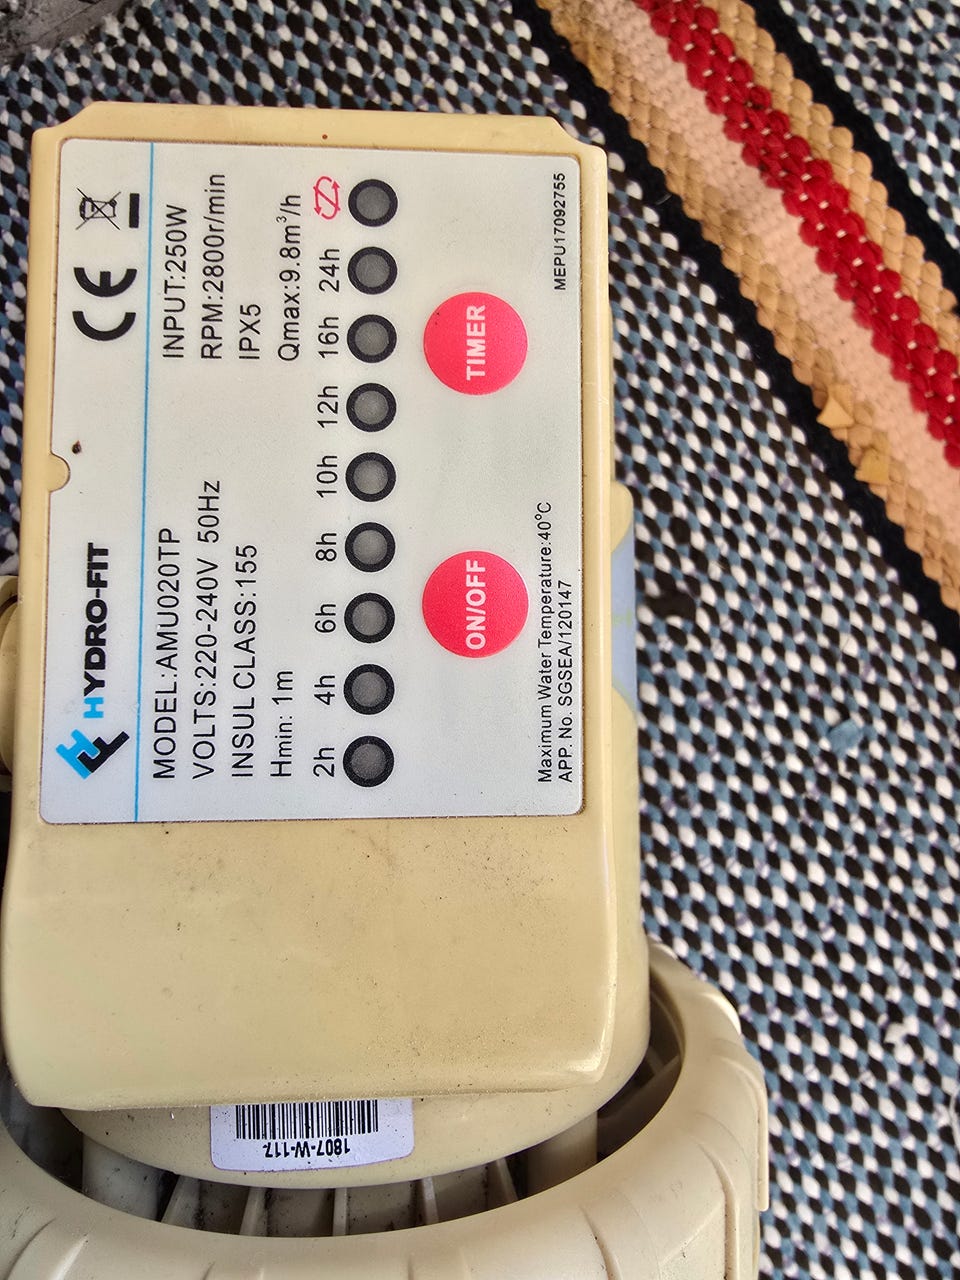 HYDRO-FIT
CE
MODEL:AMU020TP
INPUT:250W
VOLTS:220-240V 50Hz
RPM:2800r/min
INSUL CLASS:155
IPX5
Hmin: 1m
Qmax:9.8m³/h
2h 4h 6h 8h 10h 12h 16h 24h
ON/OFF
TIMER
Maximum Water Temperature:40°C
APP. No. SGSEA/120147
MEPU17092755
1807-W-117